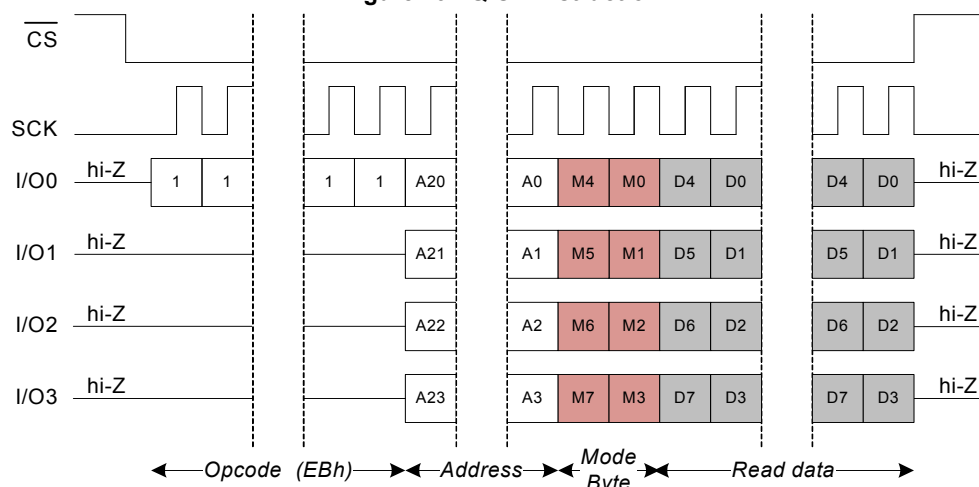 CS
SCK
I/O0 hi-Z 1 1 1 1 A20 A0 M4 M0 D4 D0 D4 D0 hi-Z
I/O1 hi-Z A21 A1 M5 M1 D5 D1 D5 D1 hi-Z
I/O2 hi-Z A22 A2 M6 M2 D6 D2 D6 D2 hi-Z
I/O3 hi-Z A23 A3 M7 M3 D7 D3 D7 D3 hi-Z
Opcode (EBh) Address Mode Read data
Byte